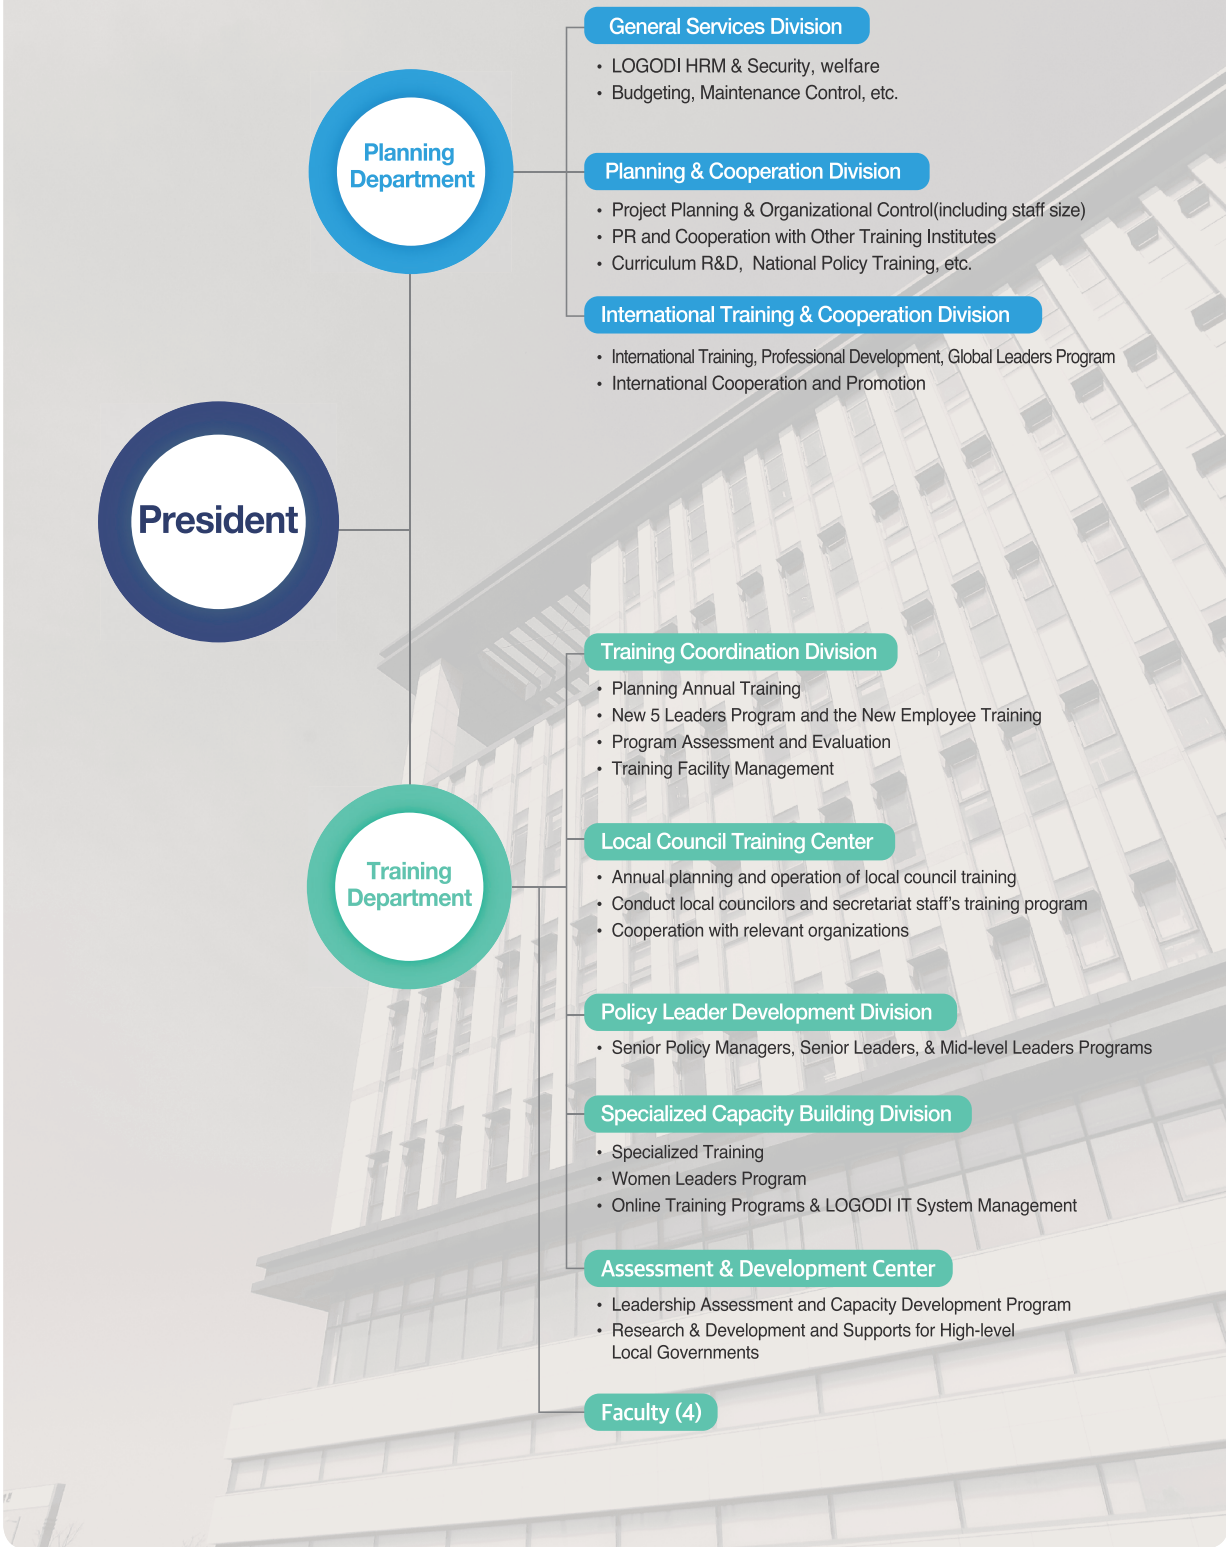 General Services Division
• LOGODI HRM & Security, welfare
• Budgeting, Maintenance Control, etc.
Planning
Department
Planning & Cooperation Division
• Project Planning & Organizational Control(including staff size)
• PR and Cooperation with Other Training Institutes
• Curriculum R&D, National Policy Training, etc.
International Training & Cooperation Division
• International Training, Professional Development, Global Leaders Program
• International Cooperation and Promotion
President
Training Coordination Division
• Planning Annual Training
• New 5 Leaders Program and the New Employee Training
• Program Assessment and Evaluation
• Training Facility Management
Training
Department
Local Council Training Center
• Annual planning and operation of local council training
• Conduct local councilors and secretariat staff's training program
• Cooperation with relevant organizations
Policy Leader Development Division
• Senior Policy Managers, Senior Leaders, & Mid-level Leaders Programs
Specialized Capacity Building Division
• Specialized Training
• Women Leaders Program
• Online Training Programs & LOGODI IT System Management
Assessment & Development Center
• Leadership Assessment and Capacity Development Program
• Research & Development and Supports for High-level
Local Governments
Faculty (4)